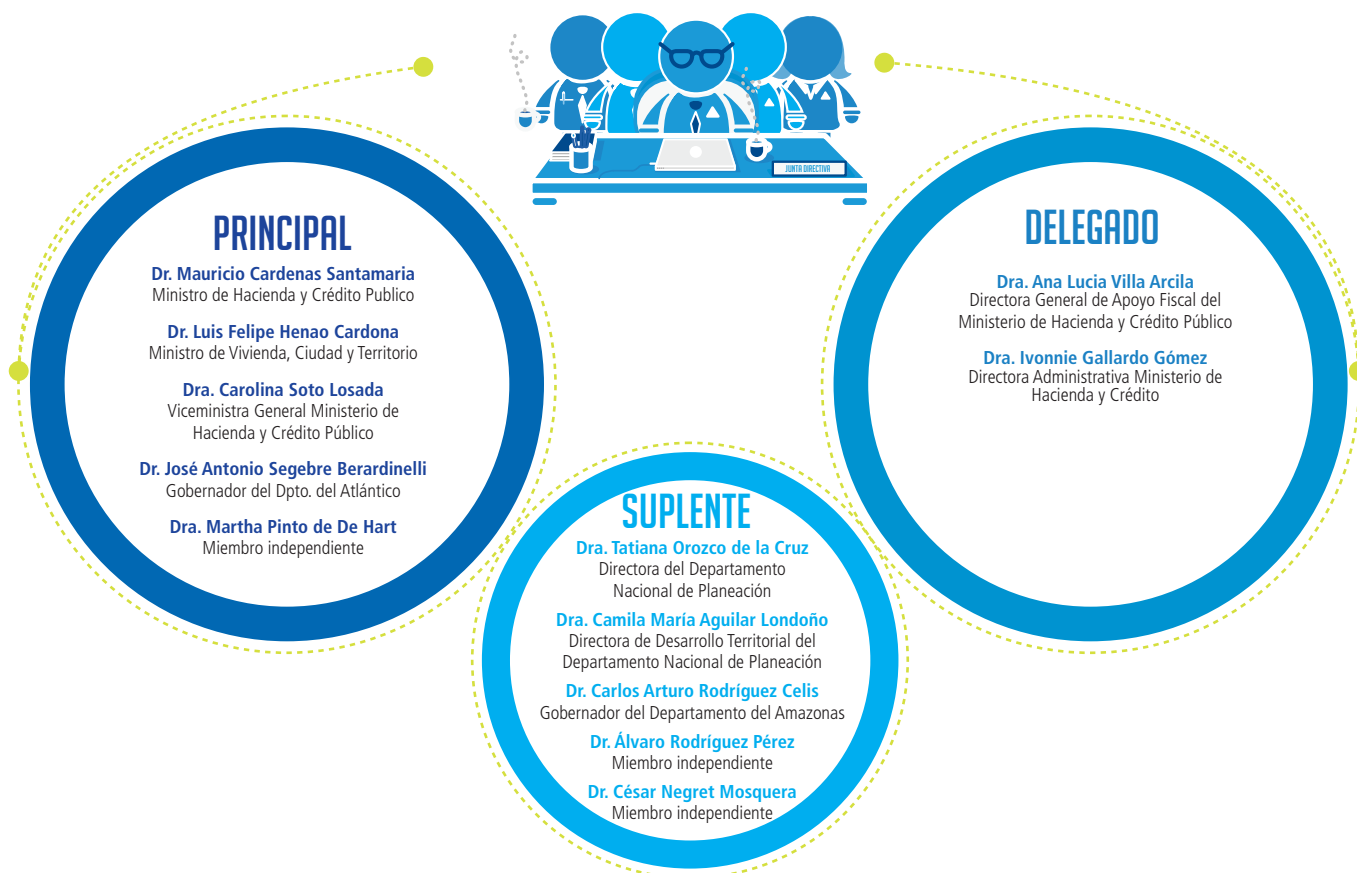 JUNTA DIRECTIVA
PRINCIPAL
Dr. Mauricio Cardenas Santamaria
Ministro de Hacienda y Crédito Publico
Dr. Luis Felipe Henao Cardona
Ministro de Vivienda, Ciudad y Territorio
Dra. Carolina Soto Losada
Viceministra General Ministerio de
Hacienda y Crédito Público
Dr. José Antonio Segebre Berardinelli
Gobernador del Dpto. del Atlántico
Dra. Martha Pinto de De Hart
Miembro independiente
DELEGADO
Dra. Ana Lucia Villa Arcila
Directora General de Apoyo Fiscal del
Ministerio de Hacienda y Crédito Público
Dra. Ivonnie Gallardo Gómez
Directora Administrativa Ministerio de
Hacienda y Crédito
SUPLENTE
Dra. Tatiana Orozco de la Cruz
Directora del Departamento
Nacional de Planeación
Dra. Camila María Aguilar Londoño
Directora de Desarrollo Territorial del
Departamento Nacional de Planeación
Dr. Carlos Arturo Rodríguez Celis
Gobernador del Departamento del Amazonas
Dr. Álvaro Rodríguez Pérez
Miembro independiente
Dr. César Negret Mosquera
Miembro independiente